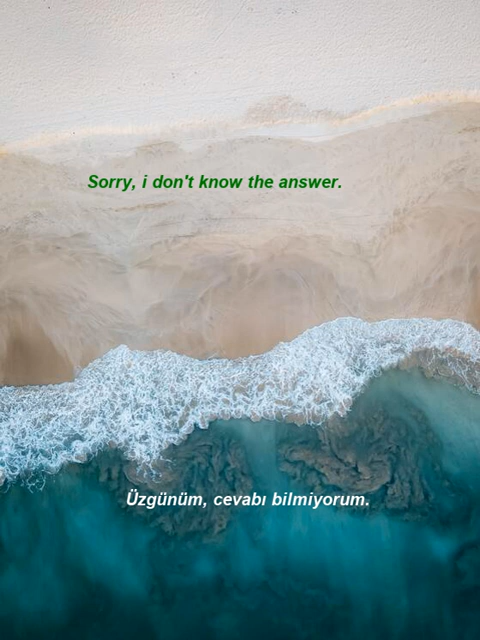 Sorry, i don't know the answer.
Üzgünüm, cevabı bilmiyorum.